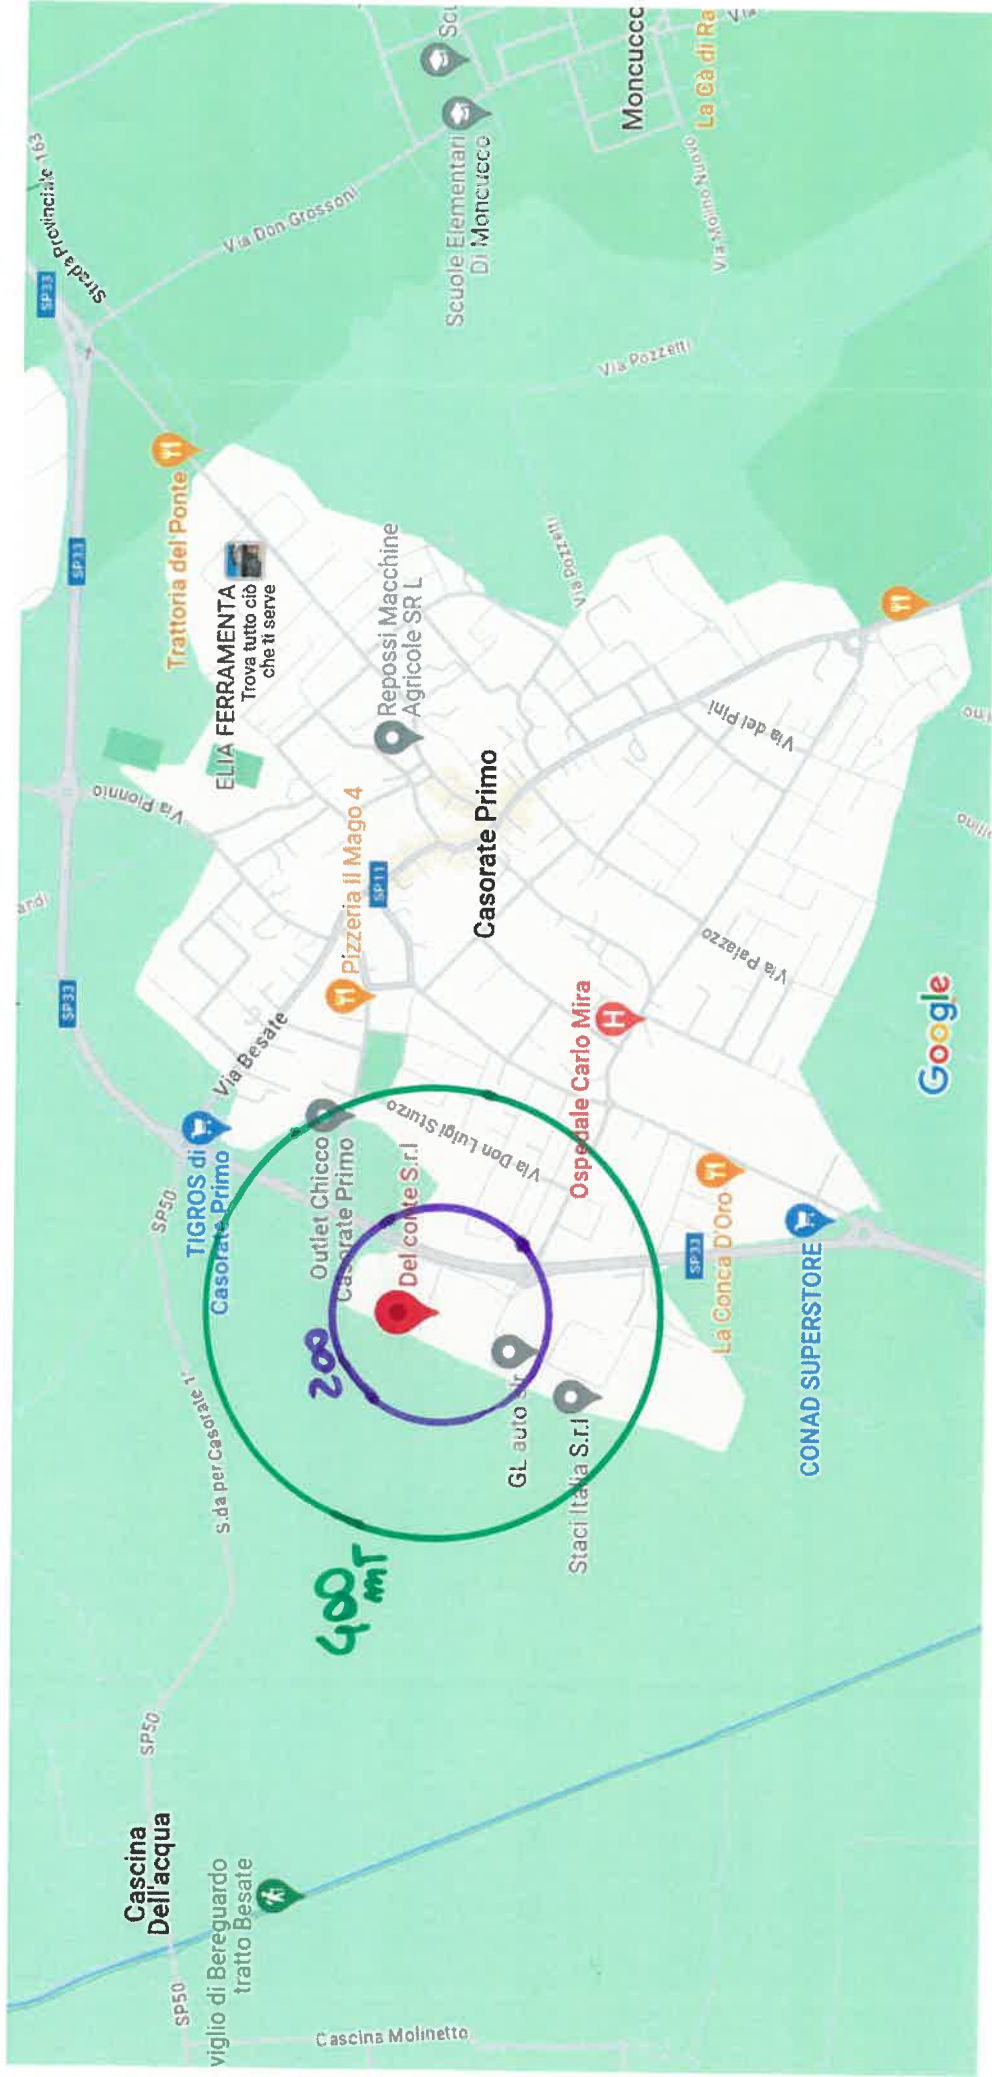 Cascina
Dell'acqua
viglio di Bereguardo
tratto Besate
SP50
SP50
Cascina Molinetto
S.da per Casorate 1°
SP50
400
mT
200
TIGROS di
Casorate Primo
Outlet Chicco
Casorate Primo
Del conte S.r.l
GL auto slr
Staci Italia S.r.l
Via Besate
Via Don Luigi Sturzo
Ospedale Carlo Mira
SP33
La Conca D'Oro
CONAD SUPERSTORE
SP33
Pizzeria Il Mago 4
SP11
Casorate Primo
Via Palazzo
Google
Via Pionnio
ELIA FERRAMENTA
Trova tutto ciò
che ti serve
Repossi Macchine
Agricole SR L
Via dei Pini
Trattoria del Ponte
SP33
Via Pozzetti
Via Pozzetti
SP33
Strada Provinciale 163
Via Don Grossoni
Scuole Elementari
Di Moncucco
Scu
Moncucco
La Cà di Ra
Via Molino Nuovo
Via